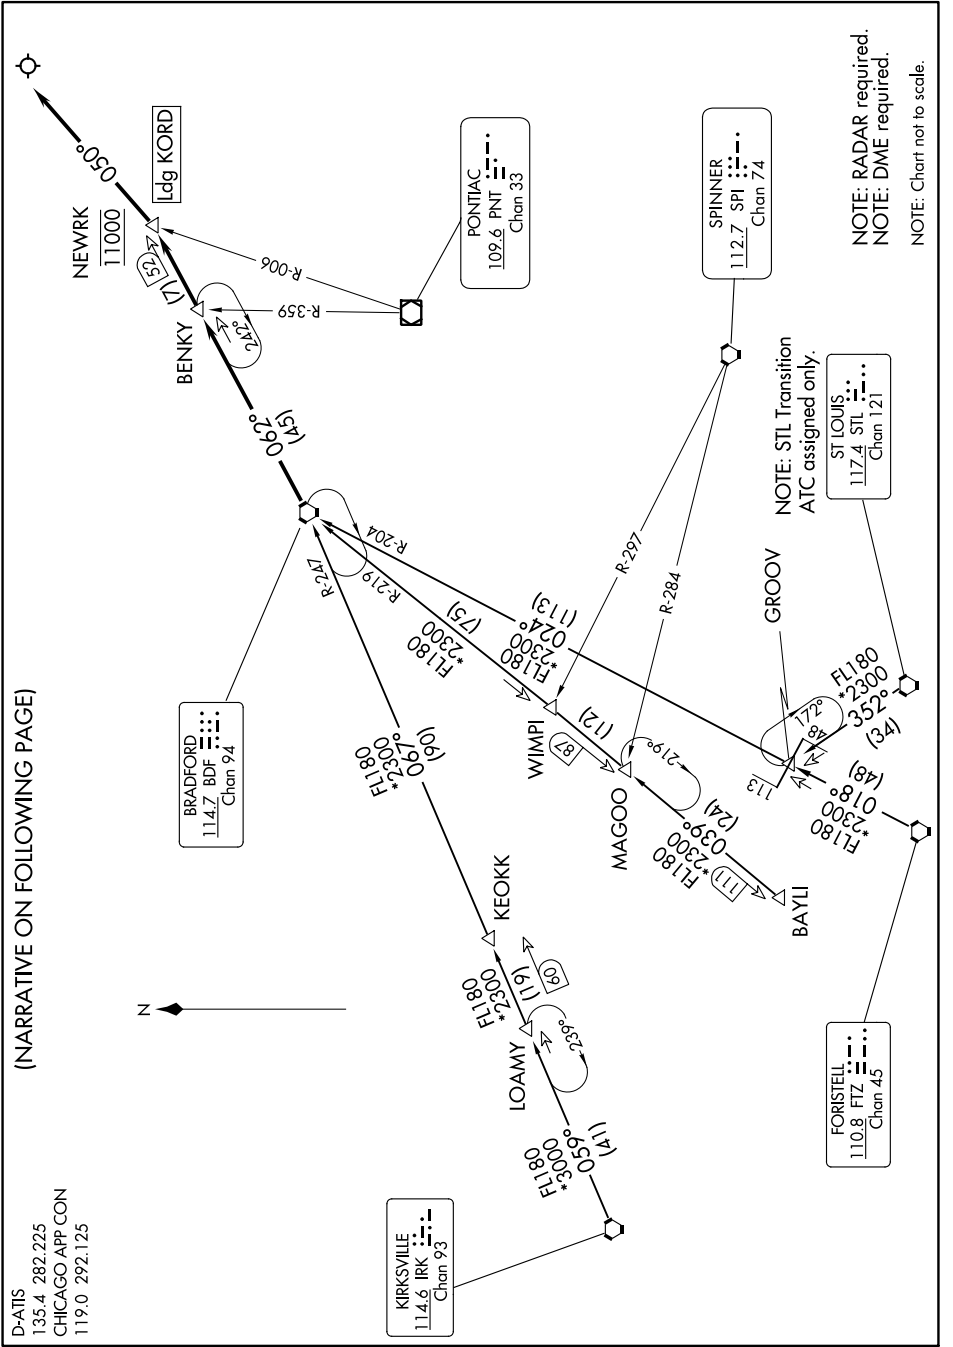 (NARRATIVE ON FOLLOWING PAGE)
D-ATIS
135.4 282.225
CHICAGO APP CON
119.0 292.125
N
050°
Ldg KORD
NEWRK
11000
52
(7)
R-006
BENKY
242°
R-359
PONTIAC
109.6 PNT
Chan 33
062°
(45)
BRADFORD
114.7 BDF
Chan 94
R-247
R-219
R-204
FL180
*2300
067°
(90)
KEOKK
FL180
*2300
(19)
60
LOAMY
239°
FL180
*3000
059°
(41)
KIRKSVILLE
114.6 IRK
Chan 93
FL180
*2300
(75)
WIMPI
(12)
87
MAGOO
219°
FL180
*2300
039°
(24)
111
BAYLI
FL180
*2300
024°
(113)
R-297
R-284
SPINNER
112.7 SPI
Chan 74
GROOV
172°
48
113
FL180
*2300
352°
(34)
FL180
*2300
018°
(48)
NOTE: STL Transition
ATC assigned only.
ST LOUIS
117.4 STL
Chan 121
FORISTELL
110.8 FTZ
Chan 45
NOTE: RADAR required.
NOTE: DME required.
NOTE: Chart not to scale.